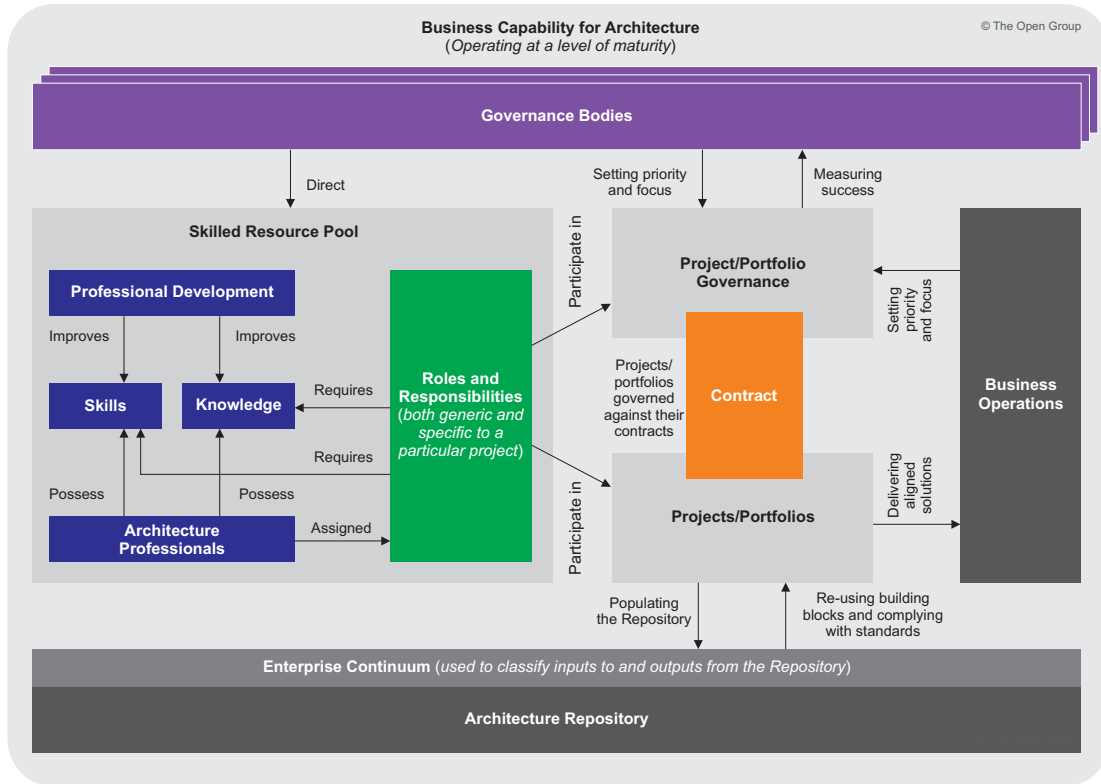 Business Capability for Architecture
(Operating at a level of maturity)
© The Open Group
Governance Bodies
Direct
Setting priority
and focus
Measuring
success
Skilled Resource Pool
Professional Development
Improves
Improves
Skills
Knowledge
Requires
Requires
Possess
Possess
Architecture
Professionals
Assigned
Roles and
Responsibilities
(both generic and
specific to a
particular project)
Participate in
Participate in
Project/Portfolio
Governance
Projects/
portfolios
governed
against their
contracts
Contract
Projects/Portfolios
Setting
priority
and focus
Delivering
aligned
solutions
Business
Operations
Populating
the Repository
Re-using building
blocks and complying
with standards
Enterprise Continuum (used to classify inputs to and outputs from the Repository)
Architecture Repository